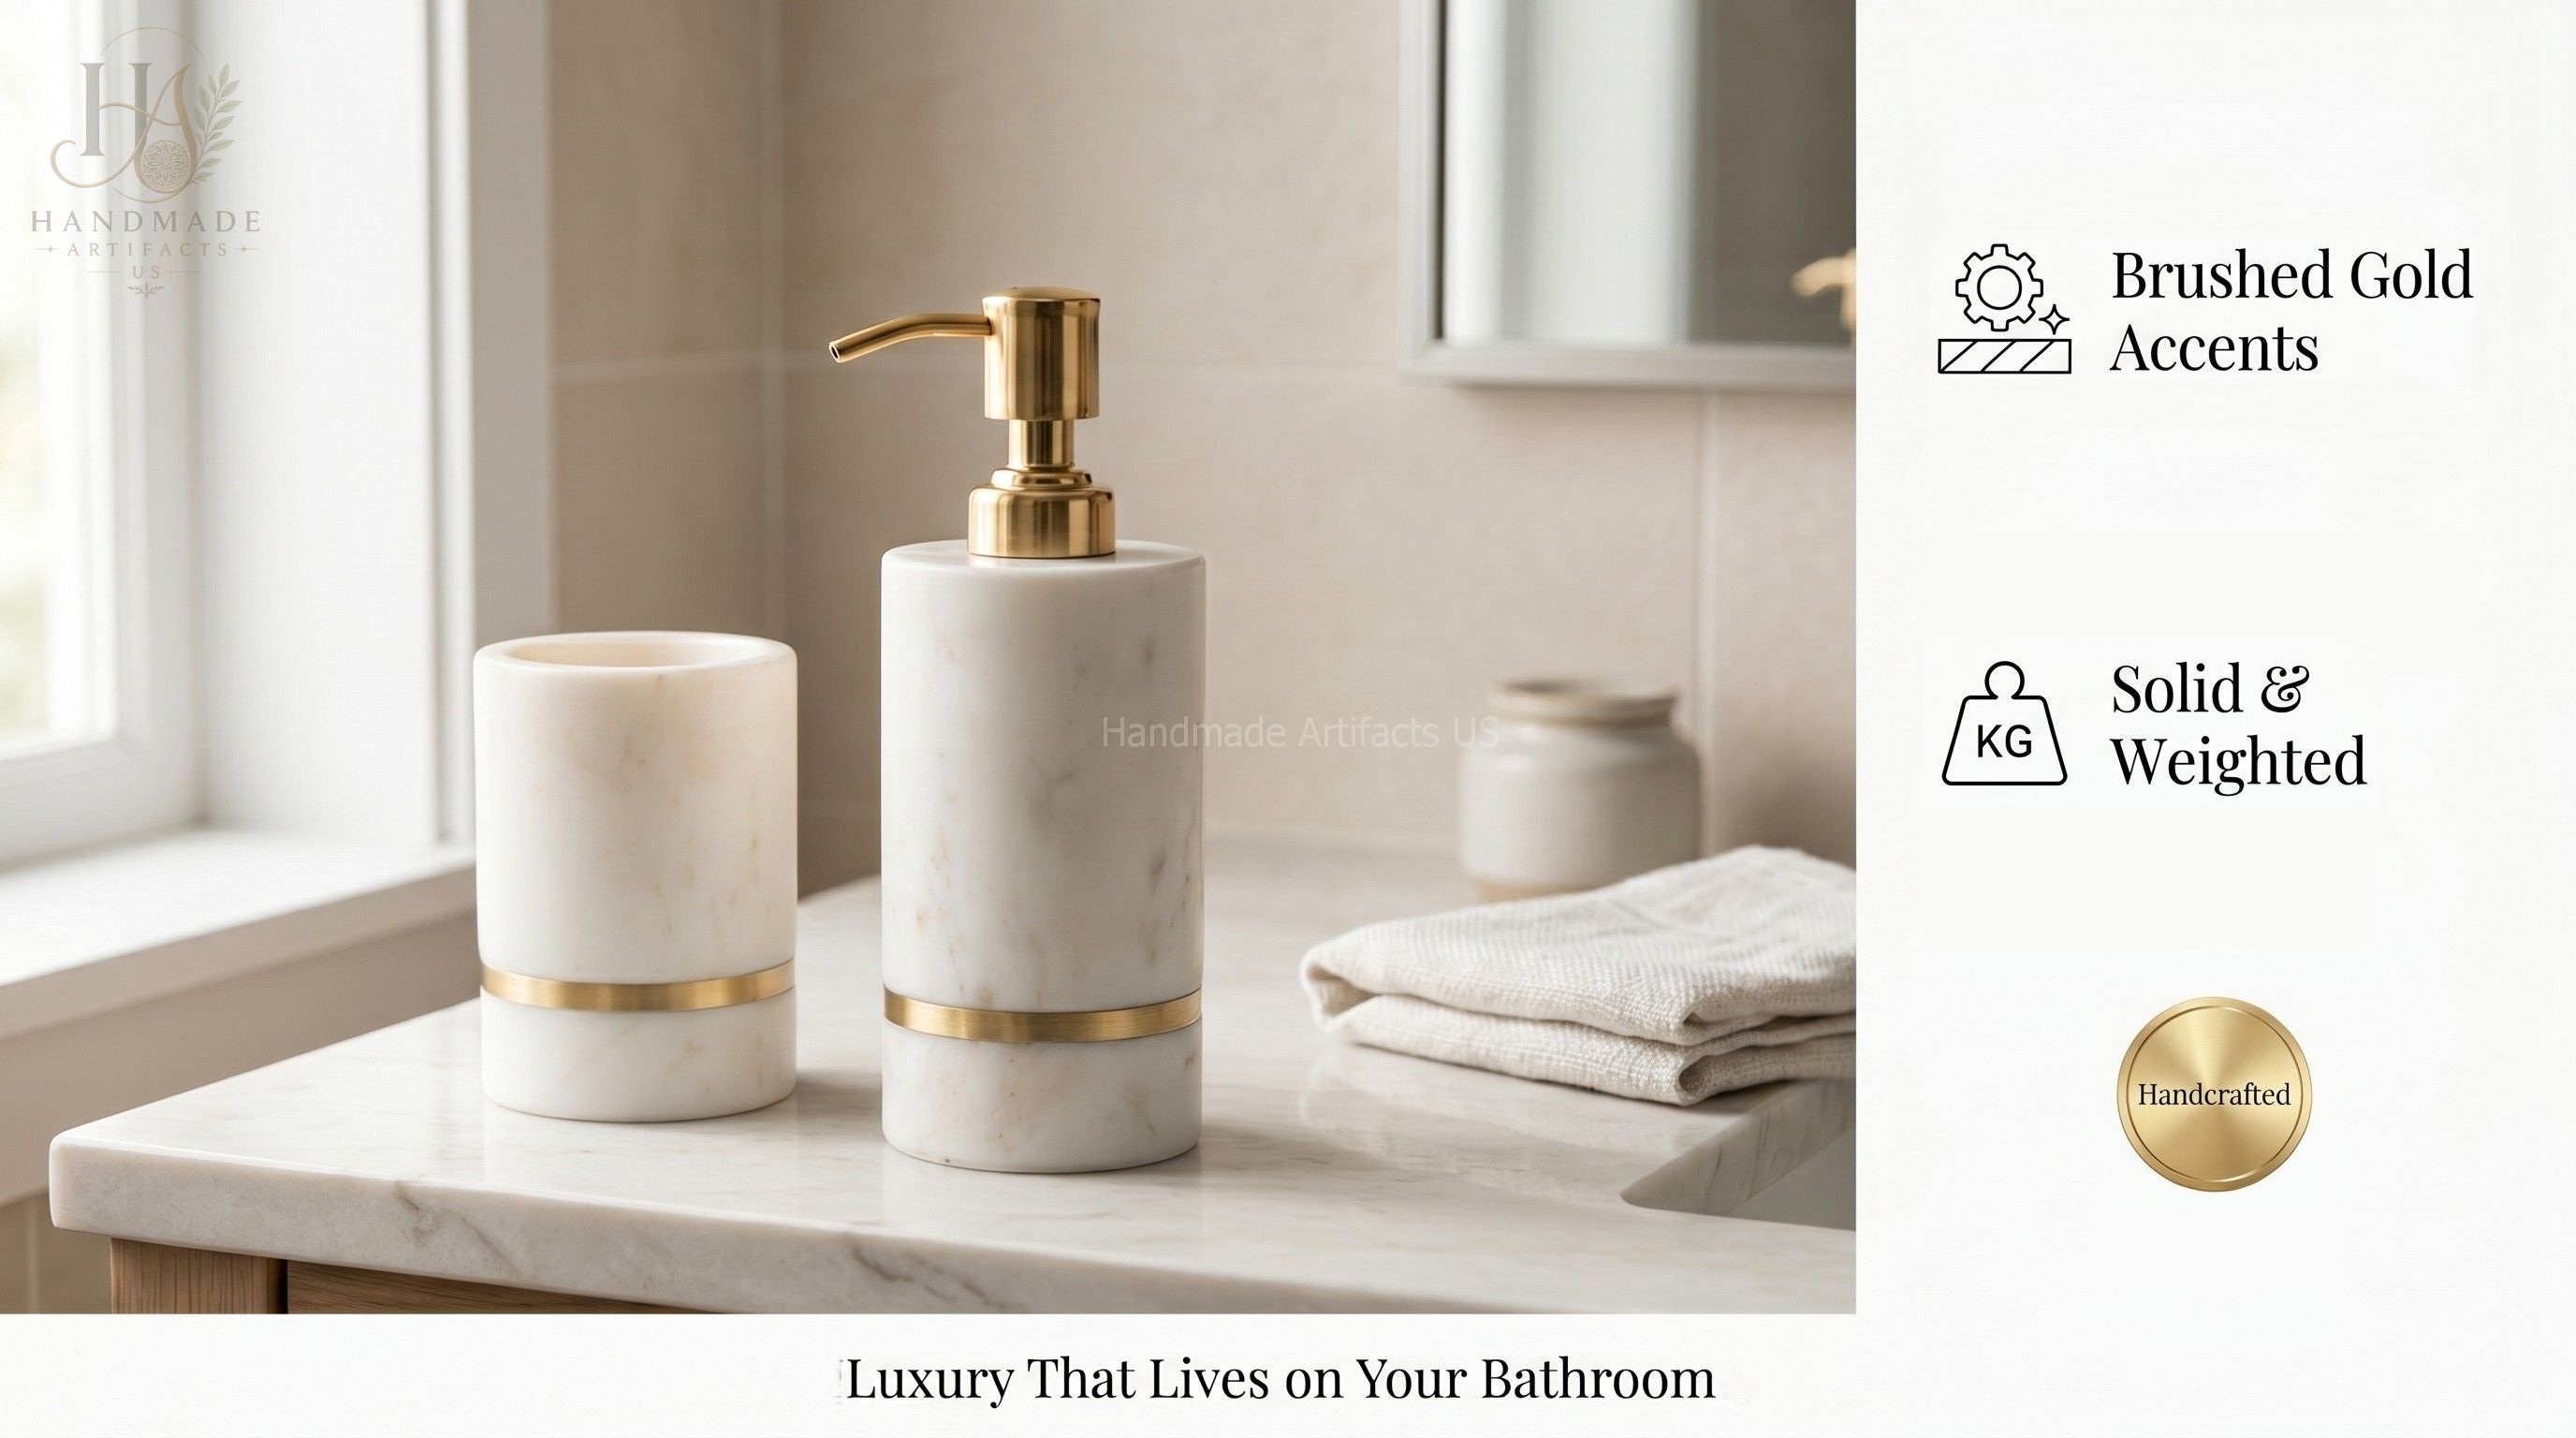 HA
HANDMADE
ARTIFACTS
US
Brushed Gold
Accents
KG
Solid &
Weighted
Handmade Artifacts US
Handcrafted
Luxury That Lives on Your Bathroom